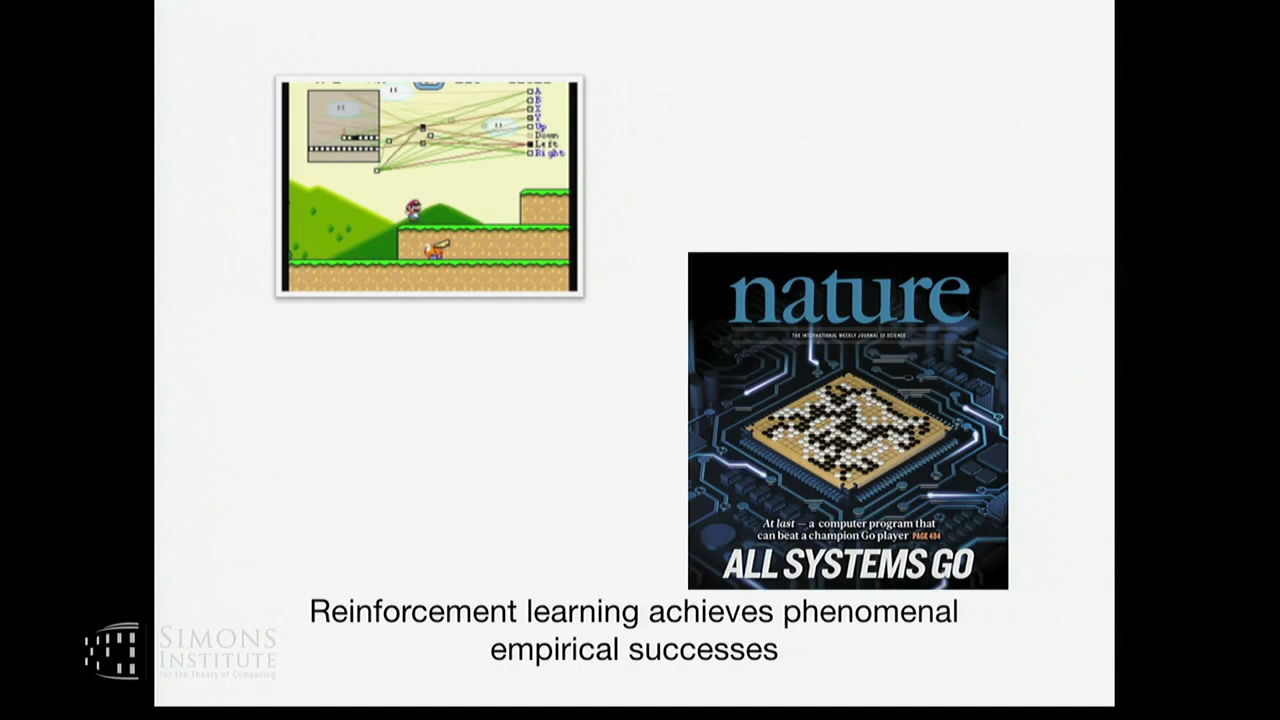 A
B
X
Y
Up
Down
Left
Right
nature
THE INTERNATIONAL WEEKLY JOURNAL OF SCIENCE
At last – a computer program that
can beat a champion Go player PAGE 484
ALL SYSTEMS GO
Reinforcement learning achieves phenomenal
empirical successes
SIMONS
INSTITUTE
for the Theory of Computing